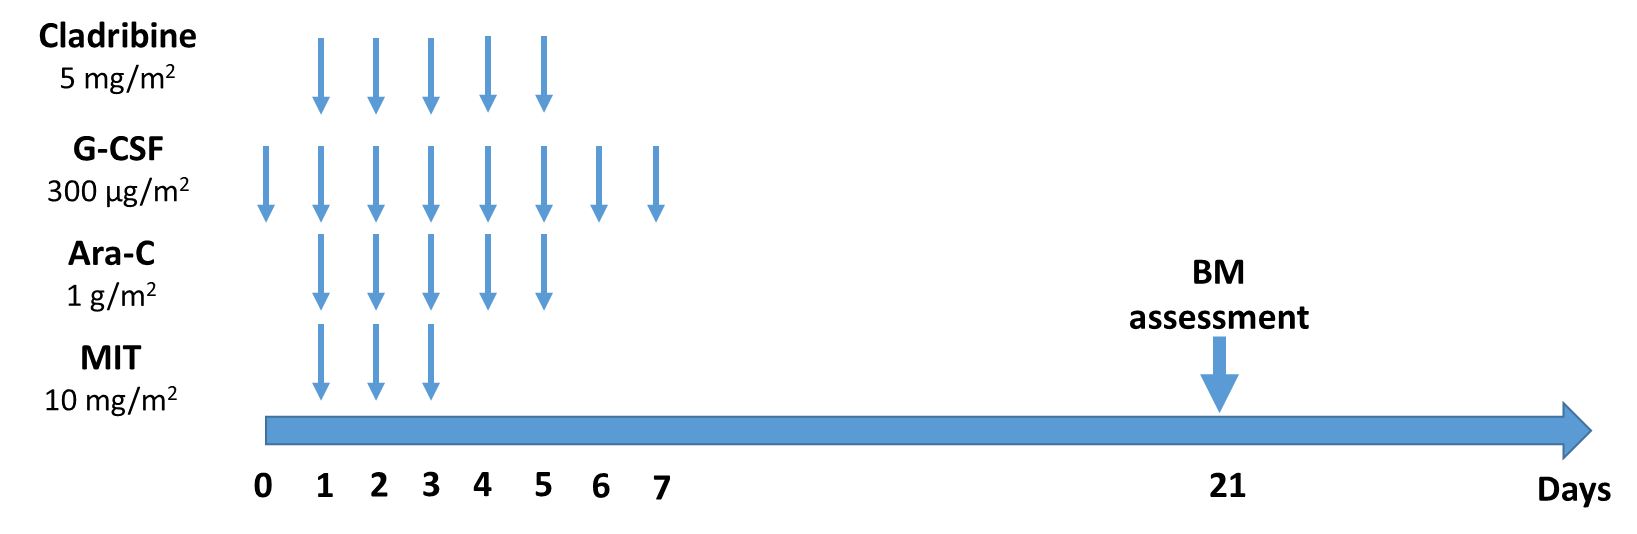 Cladribine
5 mg/m²
G-CSF
300 µg/m²
Ara-C
1 g/m²
MIT
10 mg/m²
BM
assessment
0 1 2 3 4 5 6 7 21 Days